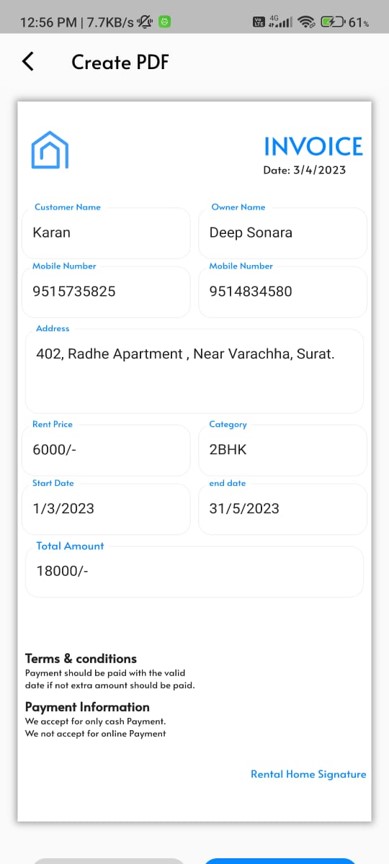 12:56 PM | 7.7KB/s 4G 61%
Create PDF
INVOICE
Date: 3/4/2023
Customer Name Owner Name
Karan Deep Sonara
Mobile Number Mobile Number
9515735825 9514834580
Address
402, Radhe Apartment , Near Varachha, Surat.
Rent Price Category
6000/- 2BHK
Start Date end date
1/3/2023 31/5/2023
Total Amount
18000/-
Terms & conditions
Payment should be paid with the valid
date if not extra amount should be paid.
Payment Information
We accept for only cash Payment.
We not accept for online Payment
Rental Home Signature